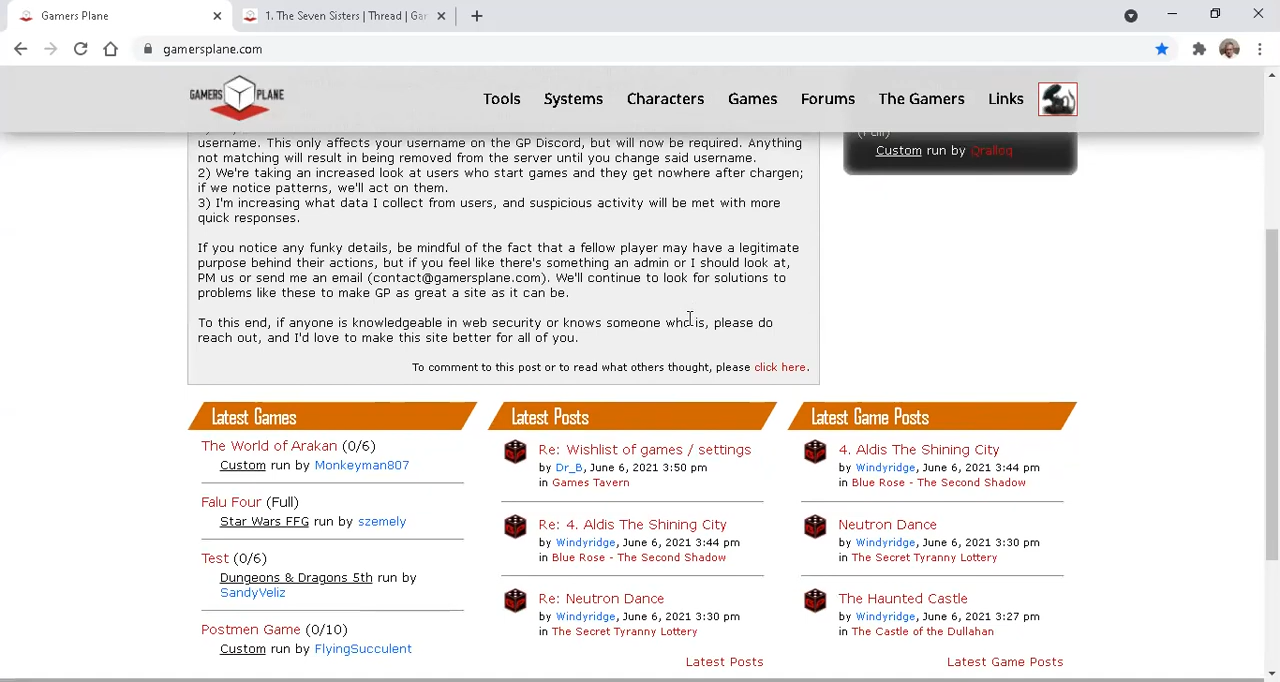 Gamers Plane
1. The Seven Sisters | Thread | Gar
gamersplane.com
GAMERS PLANE
Tools
Systems
Characters
Games
Forums
The Gamers
Links
username. This only affects your username on the GP Discord, but will now be required. Anything
not matching will result in being removed from the server until you change said username.
2) We're taking an increased look at users who start games and they get nowhere after chargen;
if we notice patterns, we'll act on them.
3) I'm increasing what data I collect from users, and suspicious activity will be met with more
quick responses.
If you notice any funky details, be mindful of the fact that a fellow player may have a legitimate
purpose behind their actions, but if you feel like there's something an admin or I should look at,
PM us or send me an email (contact@gamersplane.com). We'll continue to look for solutions to
problems like these to make GP as great a site as it can be.
To this end, if anyone is knowledgeable in web security or knows someone who is, please do
reach out, and I'd love to make this site better for all of you.
To comment to this post or to read what others thought, please click here.
(Full)
Custom run by Qralloq
Latest Games
The World of Arakan (0/6)
Custom run by Monkeyman807
Falu Four (Full)
Star Wars FFG run by szemely
Test (0/6)
Dungeons & Dragons 5th run by
SandyVeliz
Postmen Game (0/10)
Custom run by FlyingSucculent
Latest Posts
Re: Wishlist of games / settings
by Dr_B, June 6, 2021 3:50 pm
in Games Tavern
Re: 4. Aldis The Shining City
by Windyridge, June 6, 2021 3:44 pm
in Blue Rose - The Second Shadow
Re: Neutron Dance
by Windyridge, June 6, 2021 3:30 pm
in The Secret Tyranny Lottery
Latest Posts
Latest Game Posts
4. Aldis The Shining City
by Windyridge, June 6, 2021 3:44 pm
in Blue Rose - The Second Shadow
Neutron Dance
by Windyridge, June 6, 2021 3:30 pm
in The Secret Tyranny Lottery
The Haunted Castle
by Windyridge, June 6, 2021 3:27 pm
in The Castle of the Dullahan
Latest Game Posts